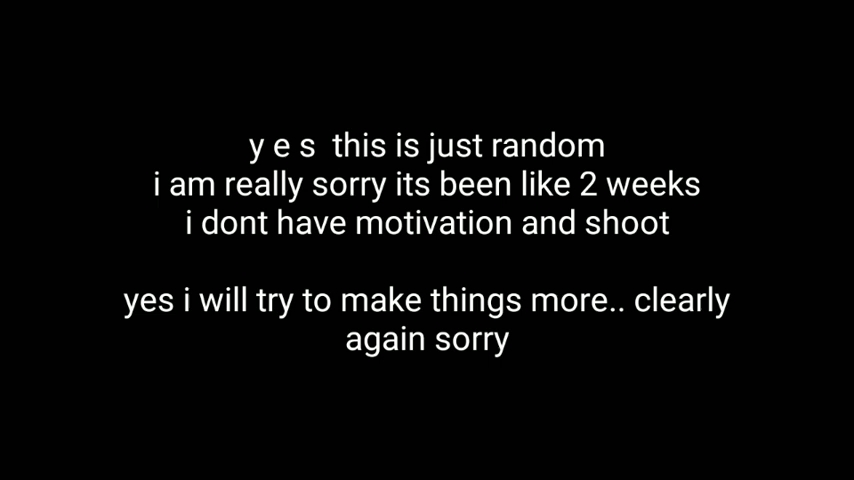 y e s  this is just random
i am really sorry its been like 2 weeks
i dont have motivation and shoot
yes i will try to make things more.. clearly
again sorry